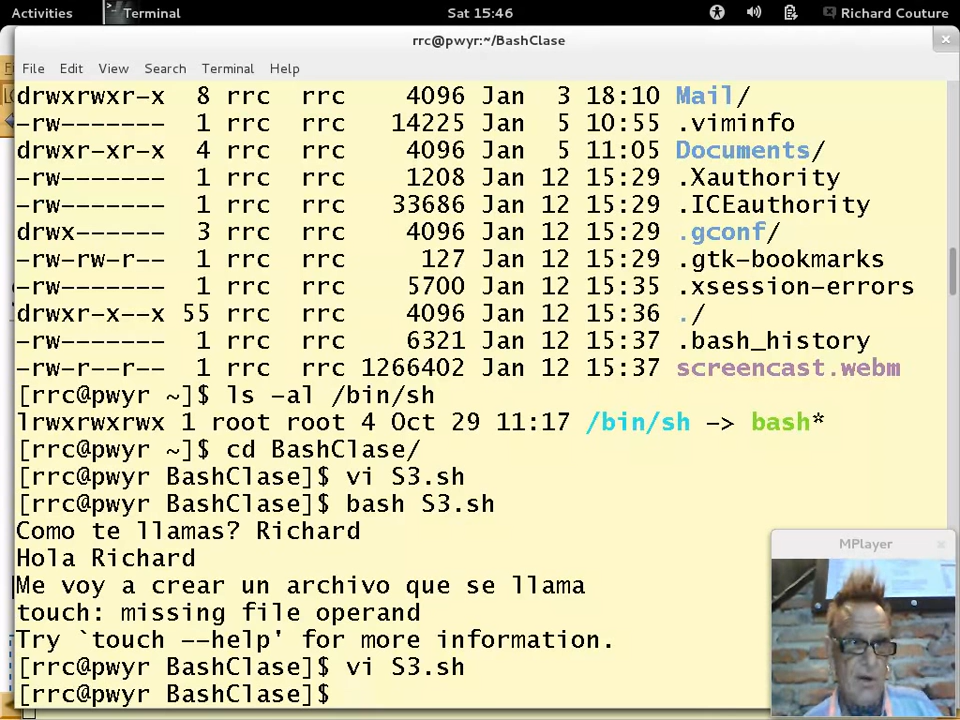 Activities Terminal Sat 15:46 Richard Couture
rrc@pwyr:~/BashClase
File Edit View Search Terminal Help
drwxrwxr-x 8 rrc rrc 4096 Jan 3 18:10 Mail/
-rw------- 1 rrc rrc 14225 Jan 5 10:55 .viminfo
drwxr-xr-x 4 rrc rrc 4096 Jan 5 11:05 Documents/
-rw------- 1 rrc rrc 1208 Jan 12 15:29 .Xauthority
-rw------- 1 rrc rrc 33686 Jan 12 15:29 .ICEauthority
drwx------ 3 rrc rrc 4096 Jan 12 15:29 .gconf/
-rw-rw-r-- 1 rrc rrc 127 Jan 12 15:29 .gtk-bookmarks
-rw------- 1 rrc rrc 5700 Jan 12 15:35 .xsession-errors
drwxr-x--x 55 rrc rrc 4096 Jan 12 15:36 ./
-rw------- 1 rrc rrc 6321 Jan 12 15:37 .bash_history
-rw-r--r-- 1 rrc rrc 1266402 Jan 12 15:37 screencast.webm
[rrc@pwyr ~]$ ls -al /bin/sh
lrwxrwxrwx 1 root root 4 Oct 29 11:17 /bin/sh -> bash*
[rrc@pwyr ~]$ cd BashClase/
[rrc@pwyr BashClase]$ vi S3.sh
[rrc@pwyr BashClase]$ bash S3.sh
Como te llamas? Richard
Hola Richard
Me voy a crear un archivo que se llama
touch: missing file operand
Try `touch --help' for more information.
[rrc@pwyr BashClase]$ vi S3.sh
[rrc@pwyr BashClase]$
MPlayer